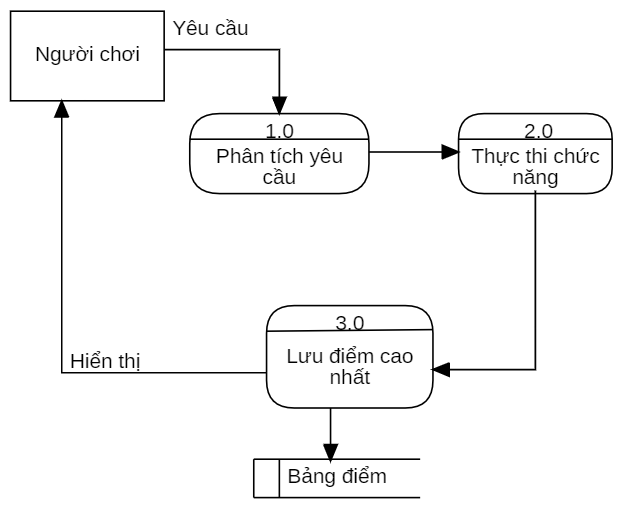 Yêu cầu
Người chơi
1.0
Phân tích yêu
cầu
2.0
Thực thi chức
năng
3.0
Lưu điểm cao
nhất
Hiển thị
Bảng điểm